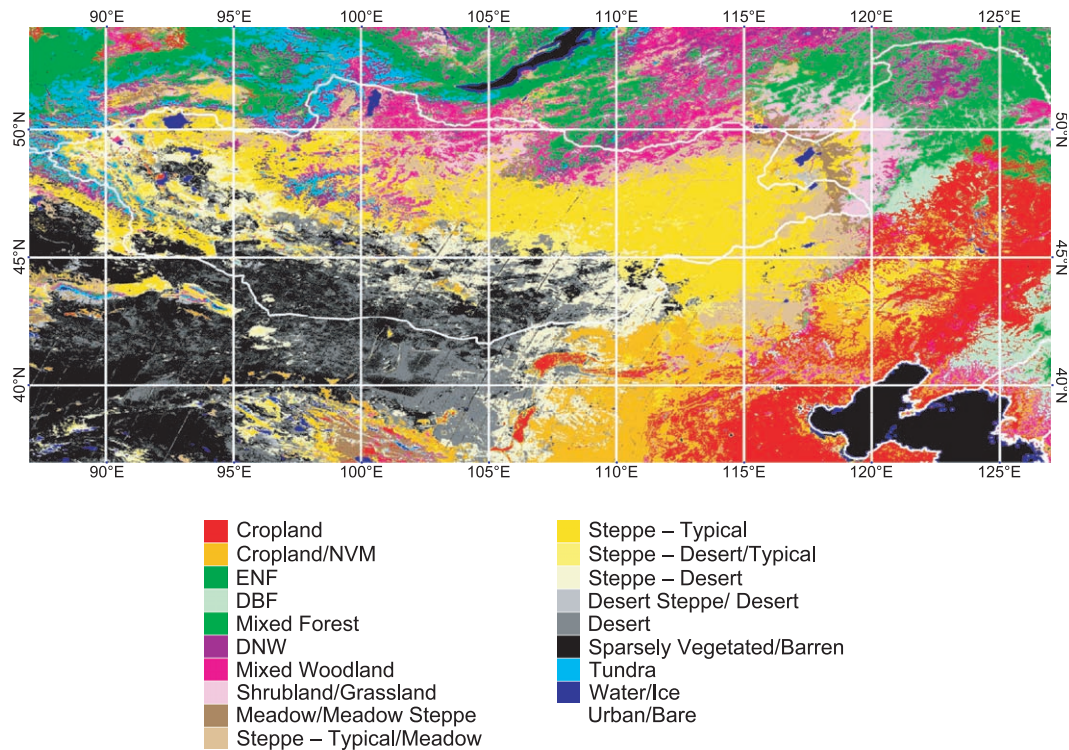 90°E 95°E 100°E 105°E 110°E 115°E 120°E 125°E
50°N 50°N
45°N 45°N
40°N 40°N
90°E 95°E 100°E 105°E 110°E 115°E 120°E 125°E
Cropland
Cropland/NVM
ENF
DBF
Mixed Forest
DNW
Mixed Woodland
Shrubland/Grassland
Meadow/Meadow Steppe
Steppe – Typical/Meadow
Steppe – Typical
Steppe – Desert/Typical
Steppe – Desert
Desert Steppe/ Desert
Desert
Sparsely Vegetated/Barren
Tundra
Water/Ice
Urban/Bare